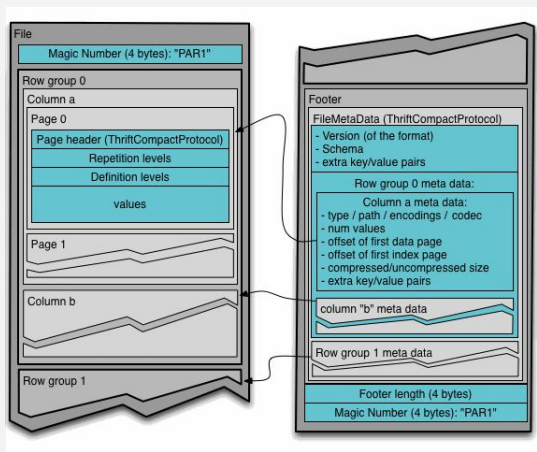 File
Magic Number (4 bytes): "PAR1"
Row group 0
Column a
Page 0
Page header (ThriftCompactProtocol)
Repetition levels
Definition levels
values
Page 1
Column b
Row group 1
Footer
FileMetaData (ThriftCompactProtocol)
- Version (of the format)
- Schema
- extra key/value pairs
Row group 0 meta data:
Column a meta data:
- type / path / encodings / codec
- num values
- offset of first data page
- offset of first index page
- compressed/uncompressed size
- extra key/value pairs
column "b" meta data
Row group 1 meta data
Footer length (4 bytes)
Magic Number (4 bytes): "PAR1"